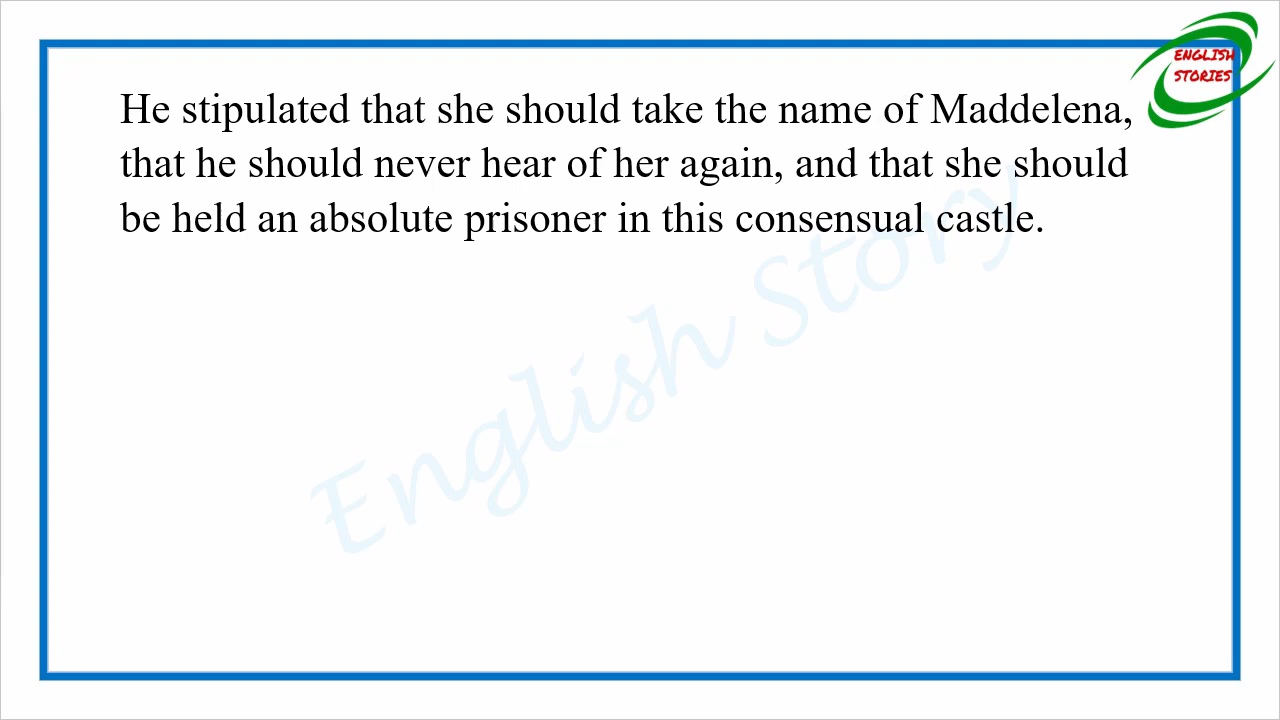 ENGLISH
STORIES
He stipulated that she should take the name of Maddelena,
that he should never hear of her again, and that she should
be held an absolute prisoner in this consensual castle.
English Story